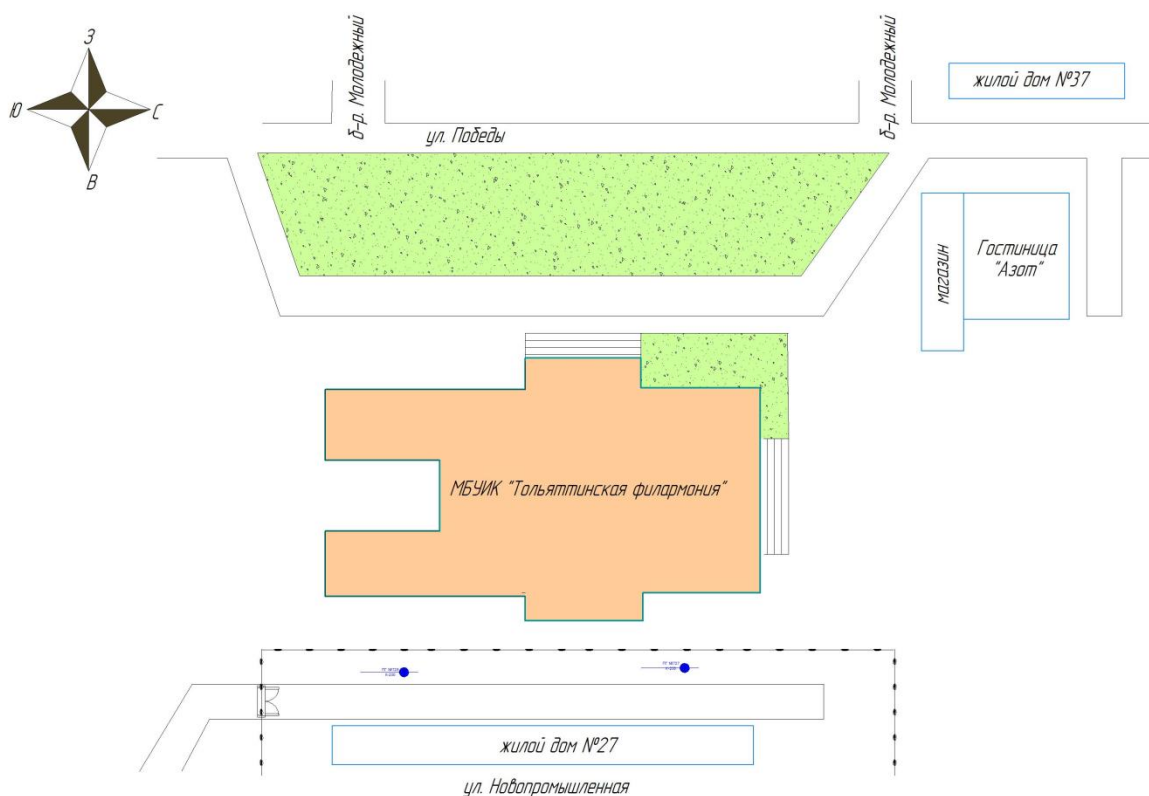 З
Ю
С
В
б-р. Молодежный
б-р. Молодежный
жилой дом №37
ул. Победы
магазин
Гостиница
"Азот"
МБУИК "Тольяттинская филармония"
жилой дом №27
ул. Новопромышленная